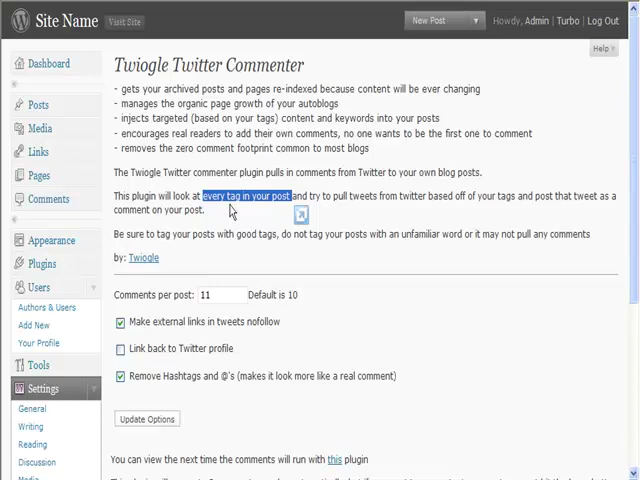 Site Name
Visit Site
New Post
Howdy, Admin | Turbo | Log Out
Help
Dashboard
Posts
Media
Links
Pages
Comments
Appearance
Plugins
Users
Authors & Users
Add New
Your Profile
Tools
Settings
General
Writing
Reading
Discussion
Twiogle Twitter Commenter
- gets your archived posts and pages re-indexed because content will be ever changing
- manages the organic page growth of your autoblogs
- injects targeted (based on your tags) content and keywords into your posts
- encourages real readers to add their own comments, no one wants to be the first one to comment
- removes the zero comment footprint common to most blogs
The Twiogle Twitter commenter plugin pulls in comments from Twitter to your own blog posts.
This plugin will look at every tag in your post and try to pull tweets from twitter based off of your tags and post that tweet as a
comment on your post.
Be sure to tag your posts with good tags, do not tag your posts with an unfamiliar word or it may not pull any comments
by: Twiogle
Comments per post: 11 Default is 10
Make external links in tweets nofollow
Link back to Twitter profile
Remove Hashtags and @'s (makes it look more like a real comment)
Update Options
You can view the next time the comments will run with this plugin